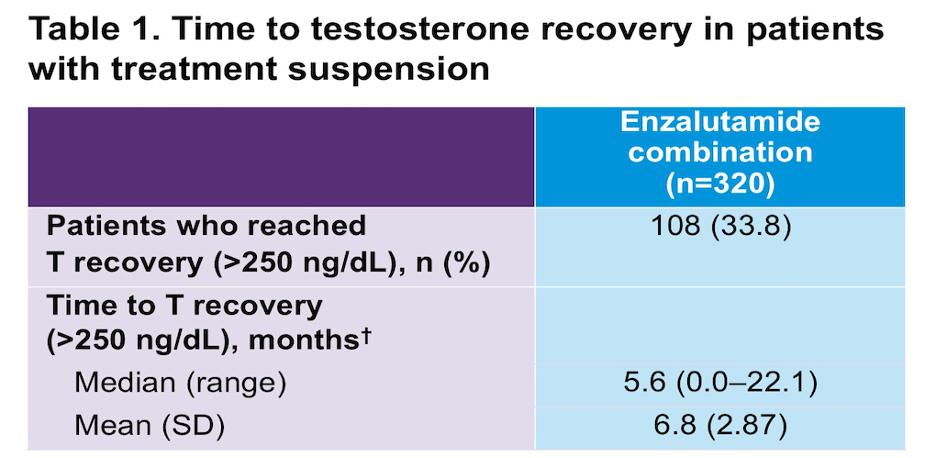 Table 1. Time to testosterone recovery in patients
with treatment suspension
Enzalutamide
combination
(n=320)
Patients who reached
T recovery (>250 ng/dL), n (%)
108 (33.8)
Time to T recovery
(>250 ng/dL), months†
Median (range)
5.6 (0.0–22.1)
Mean (SD)
6.8 (2.87)